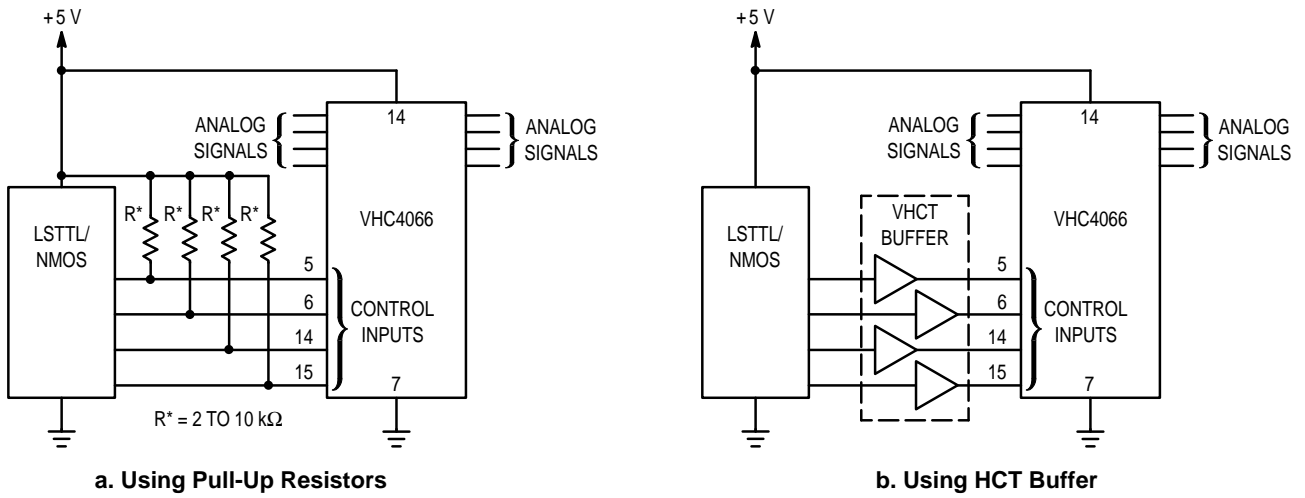 +5 V
14
ANALOG
SIGNALS
ANALOG
SIGNALS
R* R* R* R*
LSTTL/
NMOS
VHC4066
5
6
14
15
CONTROL
INPUTS
7
R* = 2 TO 10 kΩ
a. Using Pull-Up Resistors
+5 V
14
ANALOG
SIGNALS
ANALOG
SIGNALS
LSTTL/
NMOS
VHCT
BUFFER
VHC4066
5
6
14
15
CONTROL
INPUTS
7
b. Using HCT Buffer